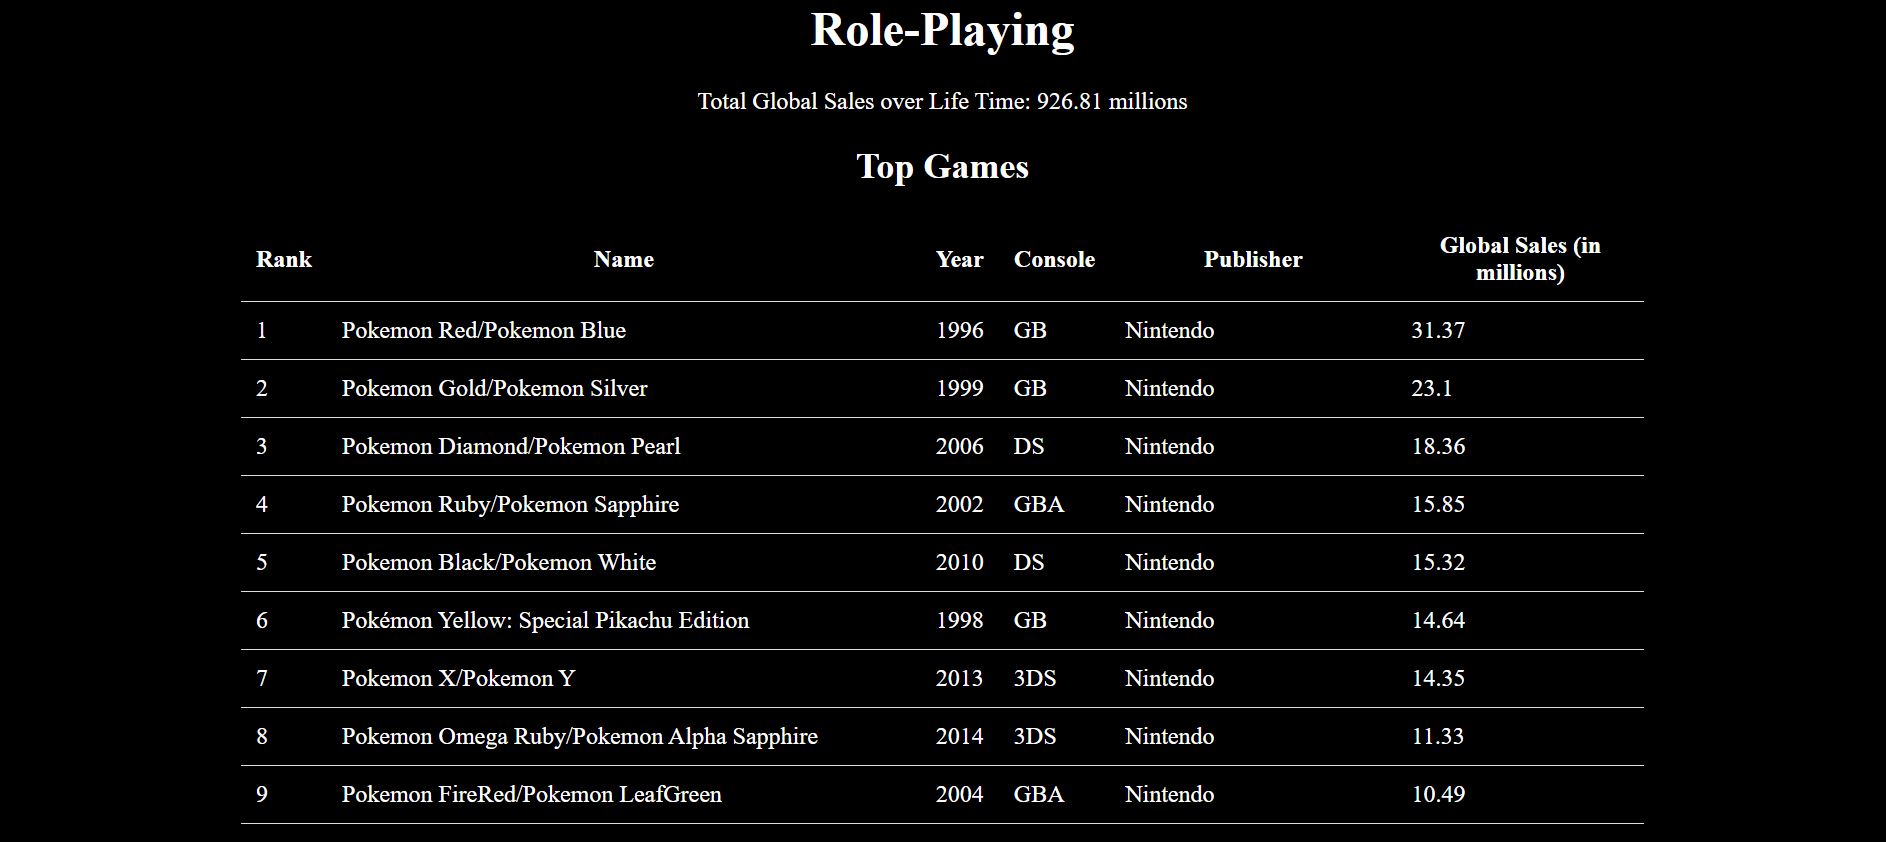 Role-Playing
Total Global Sales over Life Time: 926.81 millions
Top Games
Rank Name Year Console Publisher Global Sales (in
millions)
1 Pokemon Red/Pokemon Blue 1996 GB Nintendo 31.37
2 Pokemon Gold/Pokemon Silver 1999 GB Nintendo 23.1
3 Pokemon Diamond/Pokemon Pearl 2006 DS Nintendo 18.36
4 Pokemon Ruby/Pokemon Sapphire 2002 GBA Nintendo 15.85
5 Pokemon Black/Pokemon White 2010 DS Nintendo 15.32
6 Pokémon Yellow: Special Pikachu Edition 1998 GB Nintendo 14.64
7 Pokemon X/Pokemon Y 2013 3DS Nintendo 14.35
8 Pokemon Omega Ruby/Pokemon Alpha Sapphire 2014 3DS Nintendo 11.33
9 Pokemon FireRed/Pokemon LeafGreen 2004 GBA Nintendo 10.49